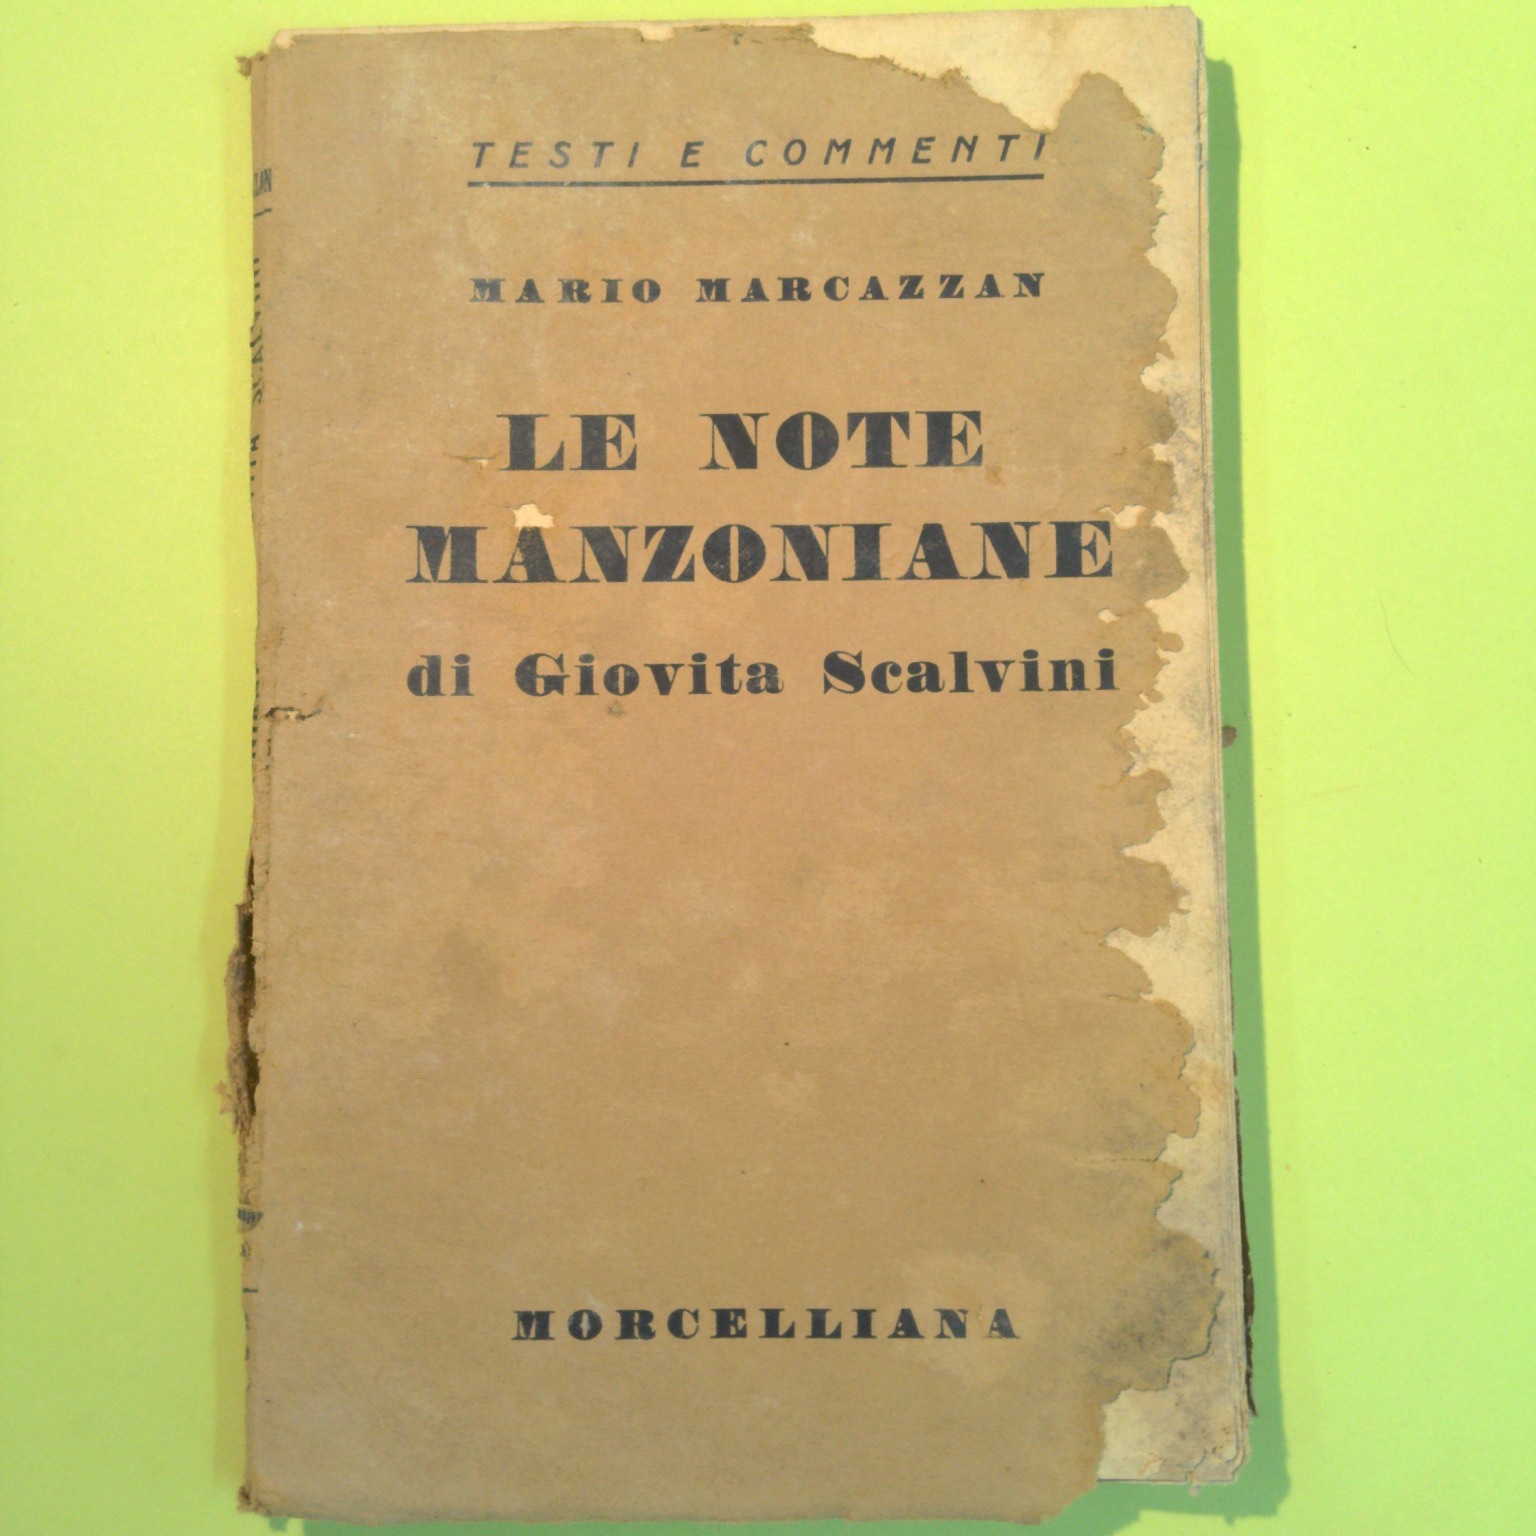 TESTI E COMMENTI
MARIO MARCAZZAN
LE NOTE
MANZONIANE
di Giovita Scalvini
MORCELLIANA